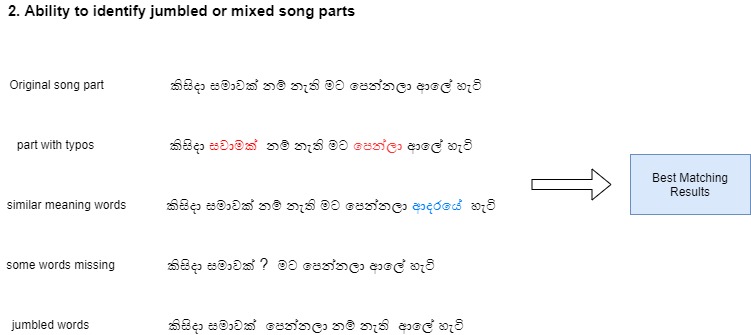 2. Ability to identify jumbled or mixed song parts
Original song part කිසිදා සමාවක් නම් නැති මට පෙන්නලා ආලේ හැටි
part with typos කිසිදා සවාමක් නම් නැති මට පෙන්ලා ආලේ හැටි
similar meaning words කිසිදා සමාවක් නම් නැති මට පෙන්නලා ආදරයේ හැටි
some words missing කිසිදා සමාවක් ? මට පෙන්නලා ආලේ හැටි
jumbled words කිසිදා සමාවක් පෙන්නලා නම් නැති ආලේ හැටි
Best Matching
Results